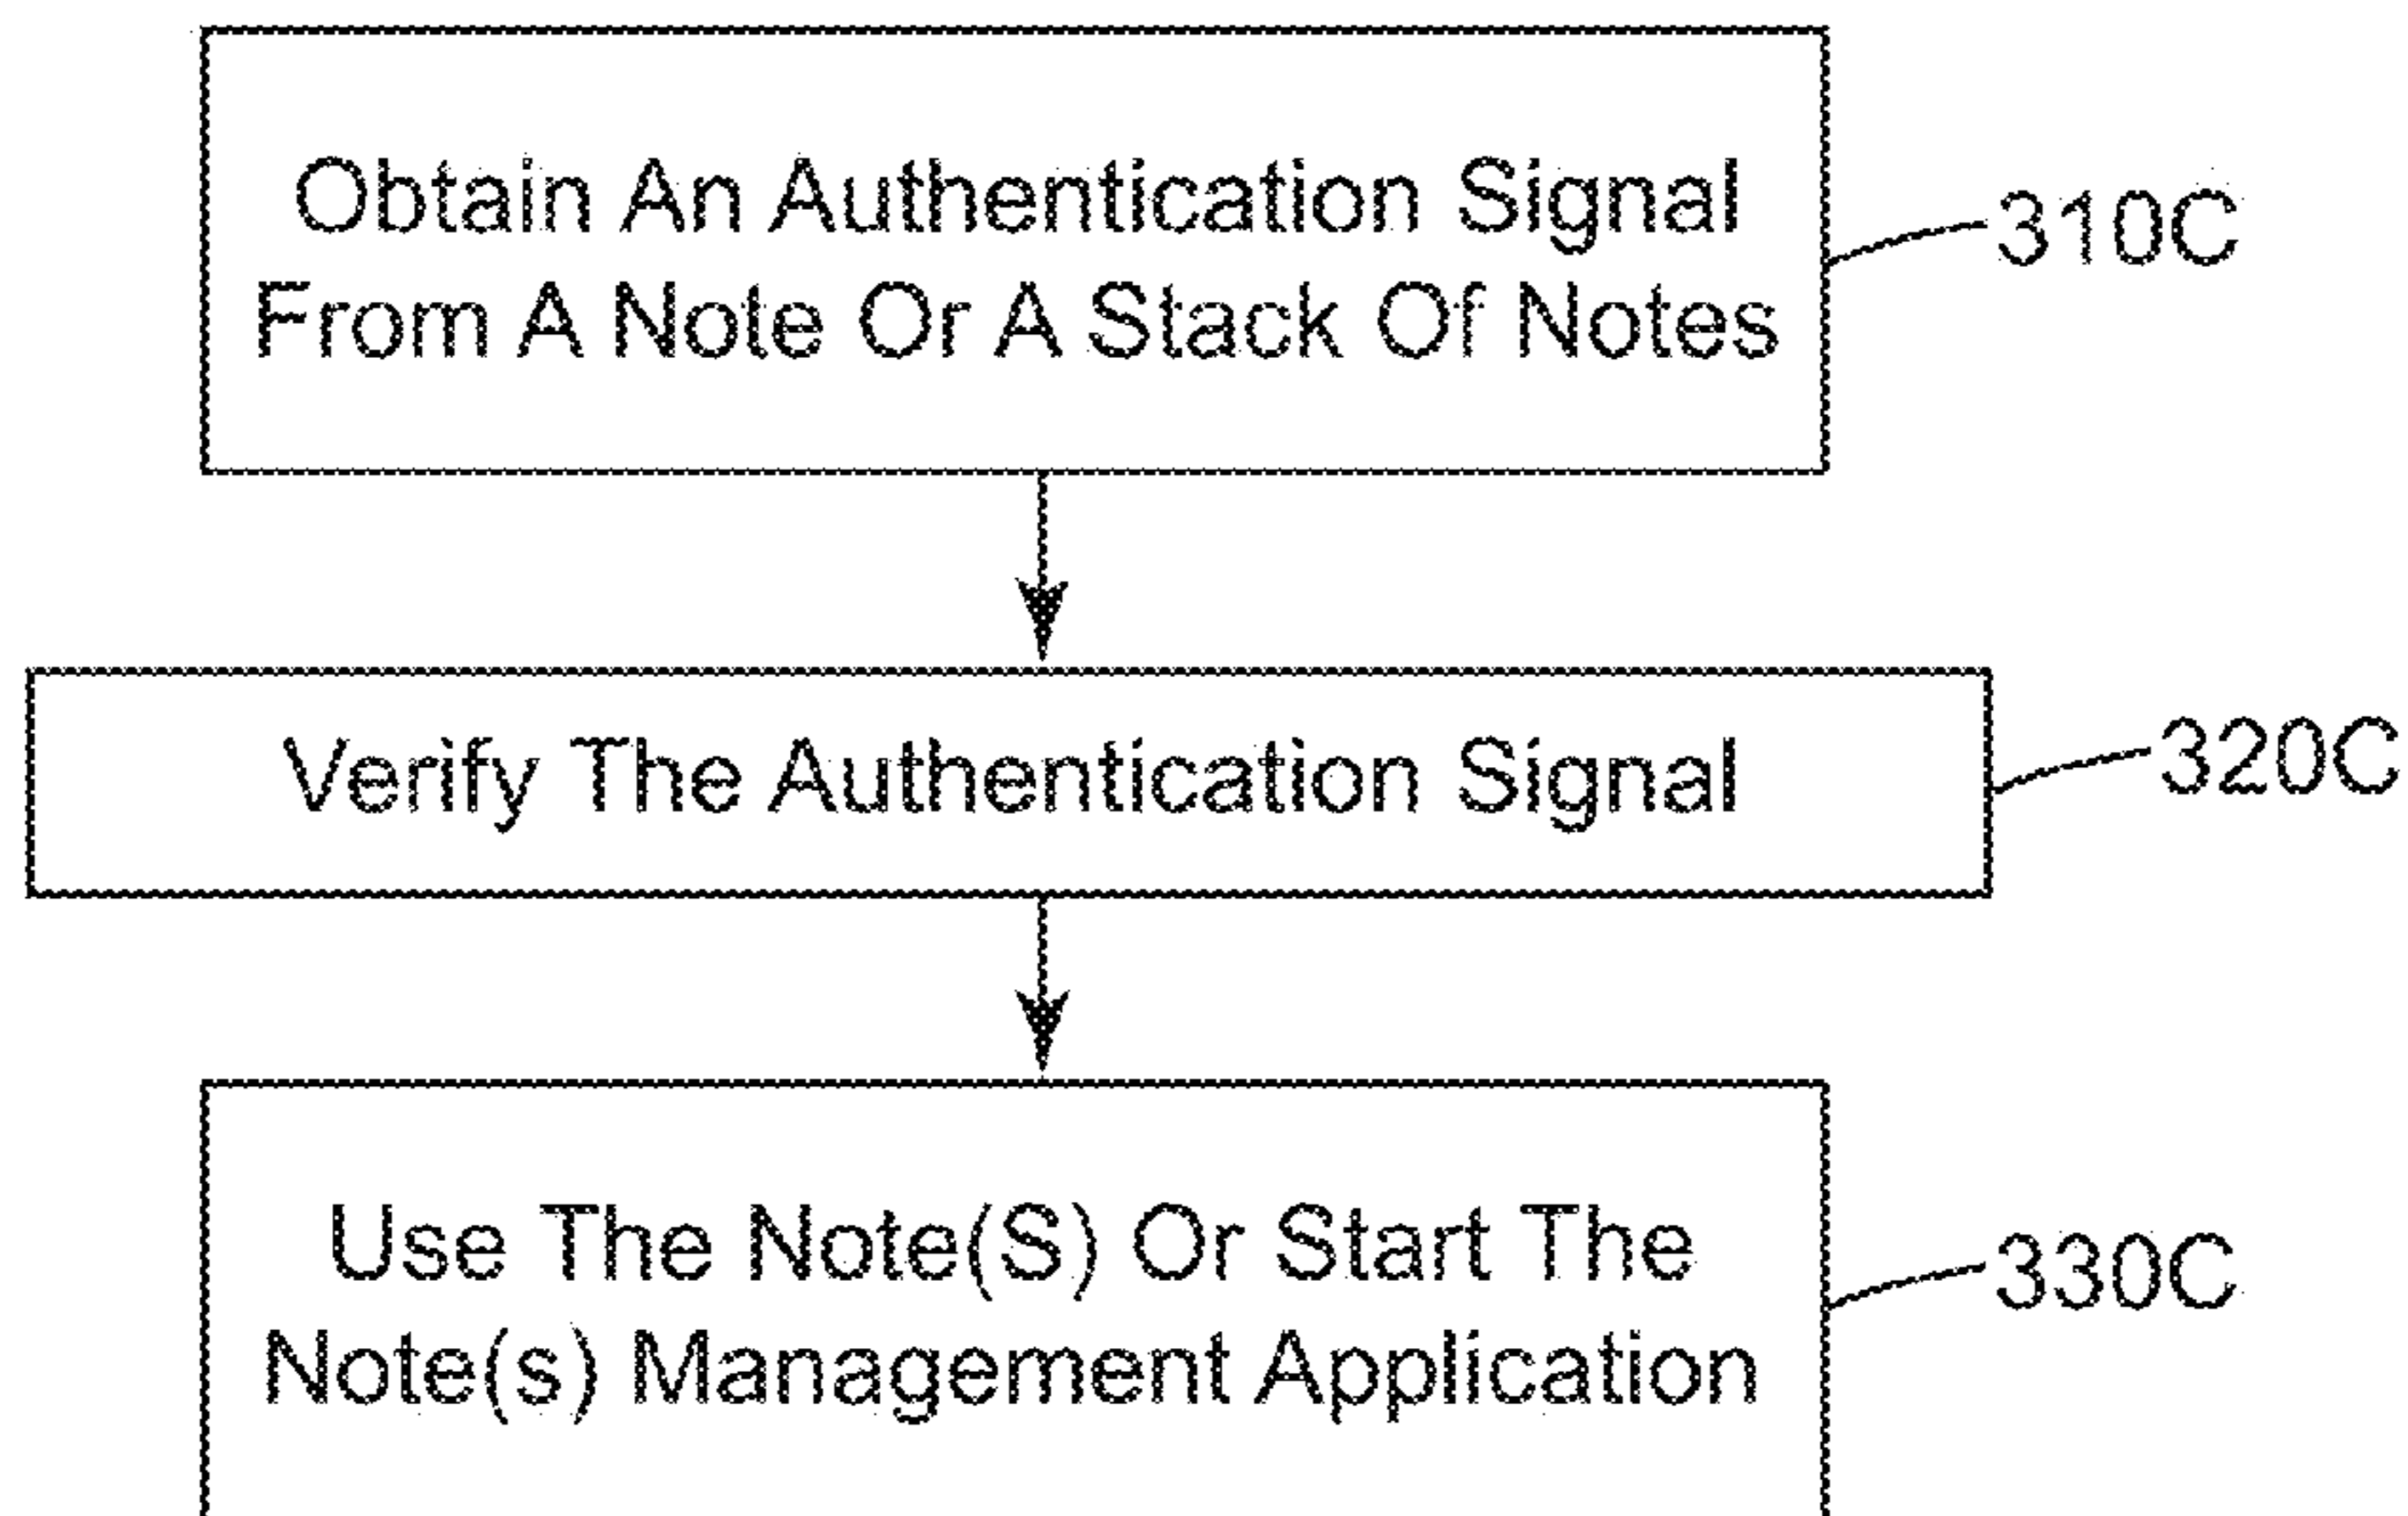 Obtain An Authentication Signal
From A Note Or A Stack Of Notes
310C
Verify The Authentication Signal
320C
Use The Note(S) Or Start The
Note(s) Management Application
330C